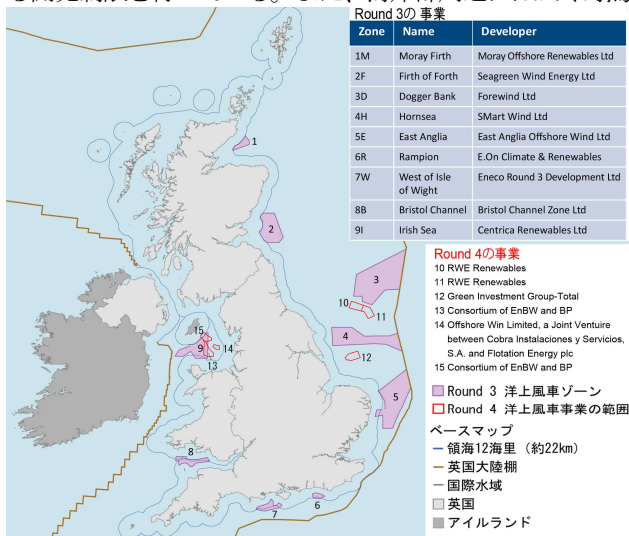 Round 3の 事業
Zone Name Developer
1M Moray Firth Moray Offshore Renewables Ltd
2F Firth of Forth Seagreen Wind Energy Ltd
3D Dogger Bank Forewind Ltd
4H Hornsea SMart Wind Ltd
5E East Anglia East Anglia Offshore Wind Ltd
6R Rampion E.On Climate & Renewables
7W West of Isle of Wight Eneco Round 3 Development Ltd
8B Bristol Channel Bristol Channel Zone Ltd
9I Irish Sea Centrica Renewables Ltd
Round 4の事業
10 RWE Renewables
11 RWE Renewables
12 Green Investment Group-Total
13 Consortium of EnBW and BP
14 Offshore Win Limited, a Joint Ventuire
between Cobra Instalaciones y Servicios,
S.A. and Flotation Energy plc
15 Consortium of EnBW and BP
Round 3 洋上風車ゾーン
Round 4 洋上風車事業の範囲
ベースマップ
領海12海里（約22km）
英国大陸棚
国際水域
英国
アイルランド
1
2
3
10
11
4
12
15
9
14
13
5
8
6
7